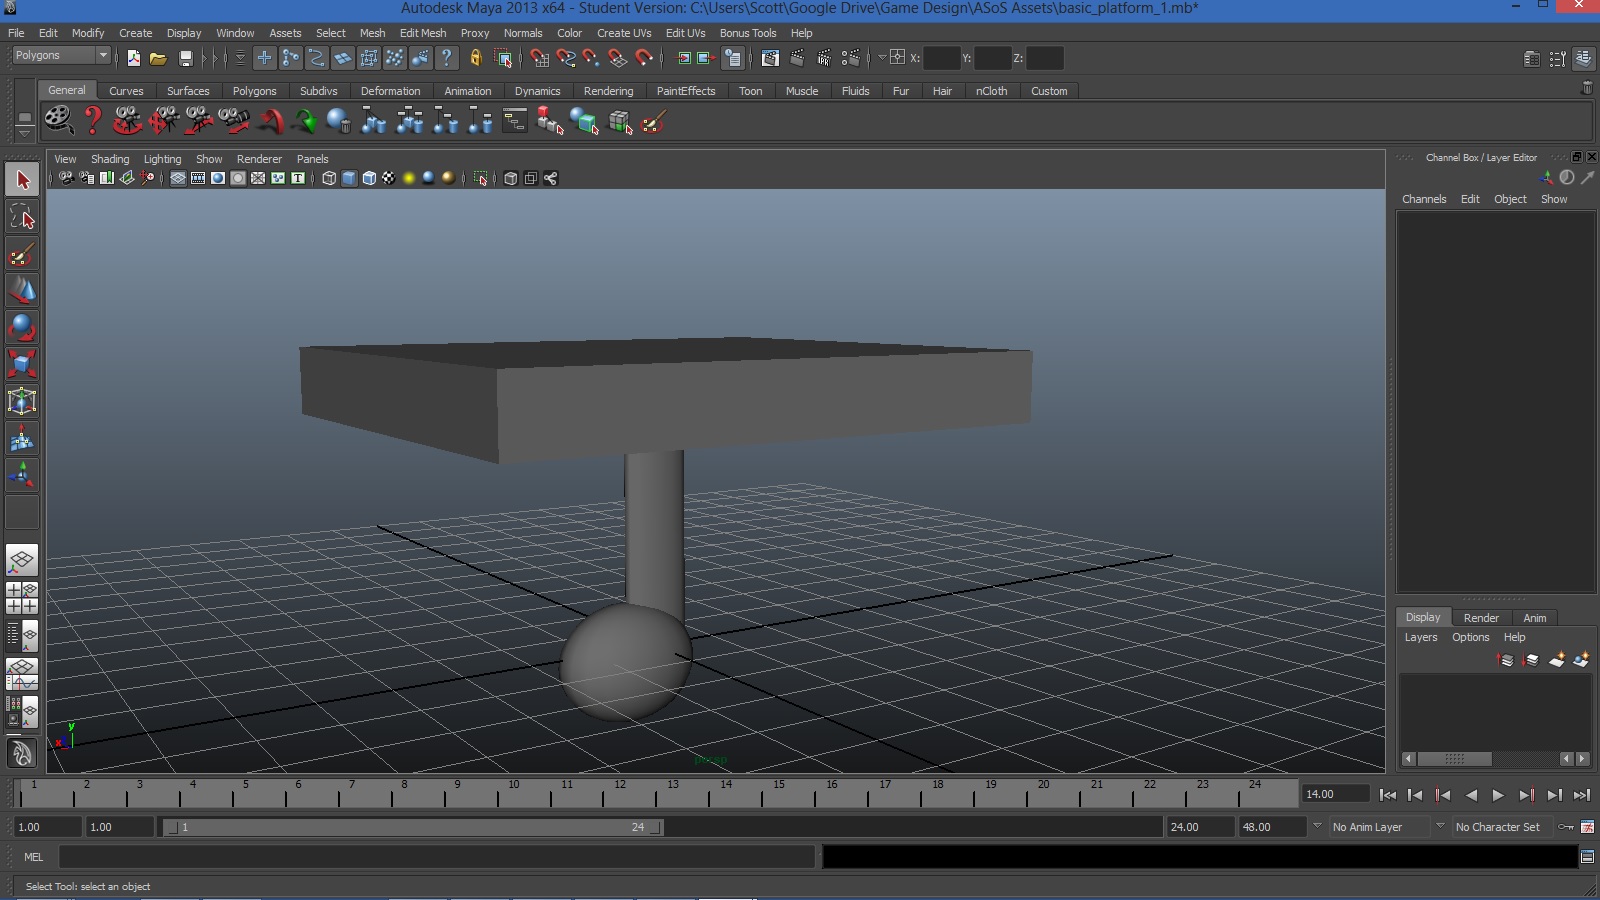 Autodesk Maya 2013 x64 - Student Version: C:\Users\Scott\Google Drive\Game Design\ASoS Assets\basic_platform_1.mb*
File Edit Modify Create Display Window Assets Select Mesh Edit Mesh Proxy Normals Color Create UVs Edit UVs Bonus Tools Help
Polygons X: Y: Z:
General Curves Surfaces Polygons Subdivs Deformation Animation Dynamics Rendering PaintEffects Toon Muscle Fluids Fur Hair nCloth Custom
View Shading Lighting Show Renderer Panels
Channel Box / Layer Editor
Channels Edit Object Show
Display Render Anim
Layers Options Help
y
x
persp
1 2 3 4 5 6 7 8 9 10 11 12 13 14 15 16 17 18 19 20 21 22 23 24 14.00
1.00 1.00 1 24 24.00 48.00 No Anim Layer No Character Set
MEL
Select Tool: select an object